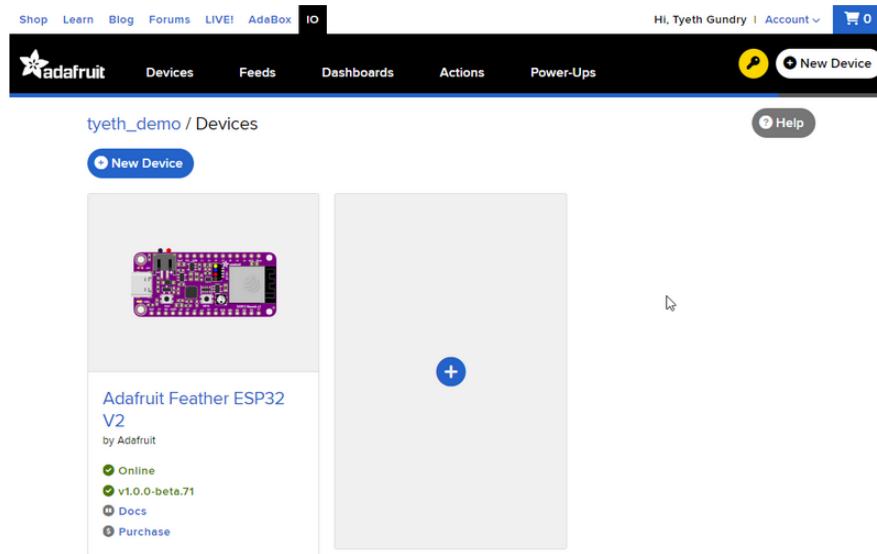 Shop Learn Blog Forums LIVE! AdaBox IO Hi, Tyeth Gundry | Account 0
adafruit Devices Feeds Dashboards Actions Power-Ups New Device
tyeth_demo / Devices Help
New Device
Adafruit Feather ESP32
V2
by Adafruit
Online
v1.0.0-beta.71
Docs
Purchase